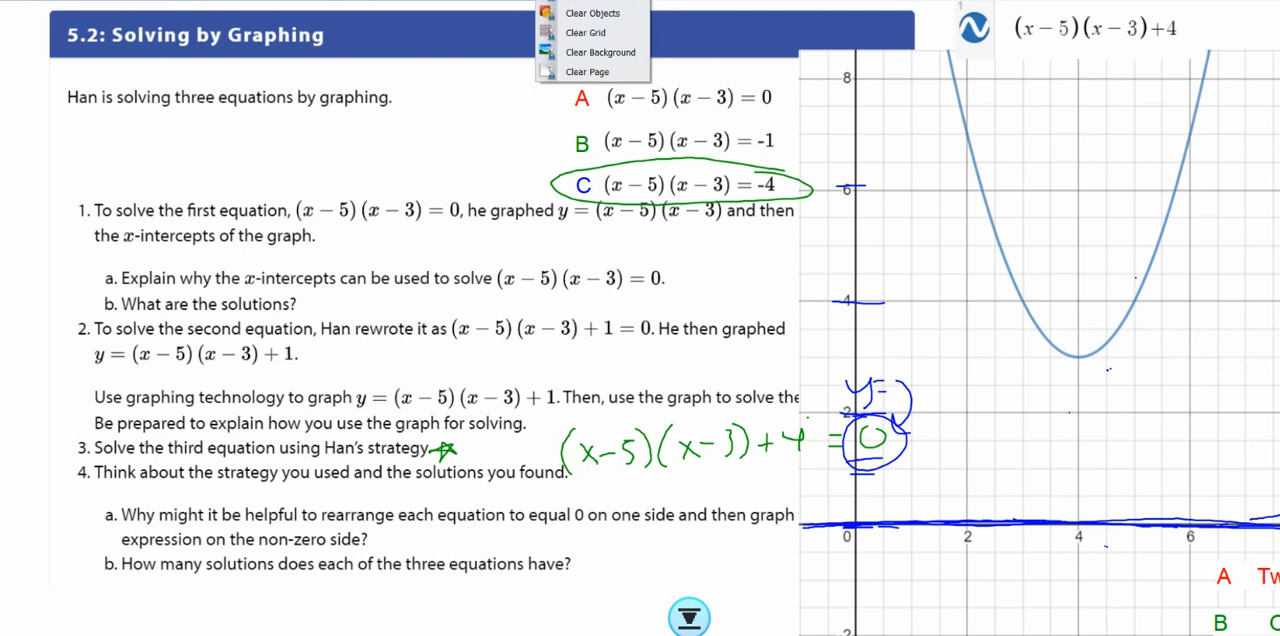 Clear Objects
Clear Grid
Clear Background
Clear Page
5.2: Solving by Graphing
1
(x − 5)(x − 3)+4
Han is solving three equations by graphing.
A (x − 5)(x − 3) = 0
B (x − 5)(x − 3) = -1
C (x − 5)(x − 3) = -4
1. To solve the first equation, (x − 5)(x − 3) = 0, he graphed y = (x − 5)(x − 3) and then
the x-intercepts of the graph.
a. Explain why the x-intercepts can be used to solve (x − 5)(x − 3) = 0.
b. What are the solutions?
2. To solve the second equation, Han rewrote it as (x − 5)(x − 3) + 1 = 0. He then graphed
y = (x − 5)(x − 3) + 1.
Use graphing technology to graph y = (x − 5)(x − 3) + 1. Then, use the graph to solve the
Be prepared to explain how you use the graph for solving.
3. Solve the third equation using Han's strategy.
4. Think about the strategy you used and the solutions you found.
a. Why might it be helpful to rearrange each equation to equal 0 on one side and then graph
expression on the non-zero side?
b. How many solutions does each of the three equations have?
y=
(x-5)(x-3)+4 = 0
8
6
4
2
0 2 4 6
-2
A Tw
B